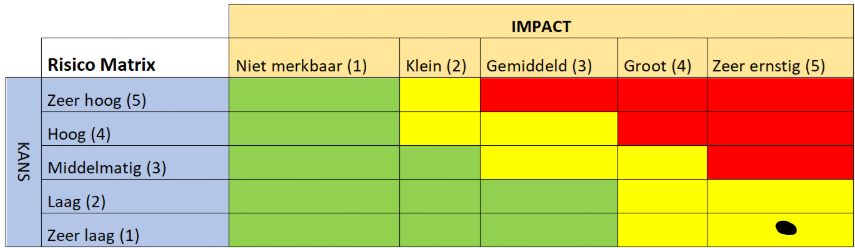 IMPACT
Risico Matrix Niet merkbaar (1) Klein (2) Gemiddeld (3) Groot (4) Zeer ernstig (5)
KANS
Zeer hoog (5)
Hoog (4)
Middelmatig (3)
Laag (2)
Zeer laag (1)